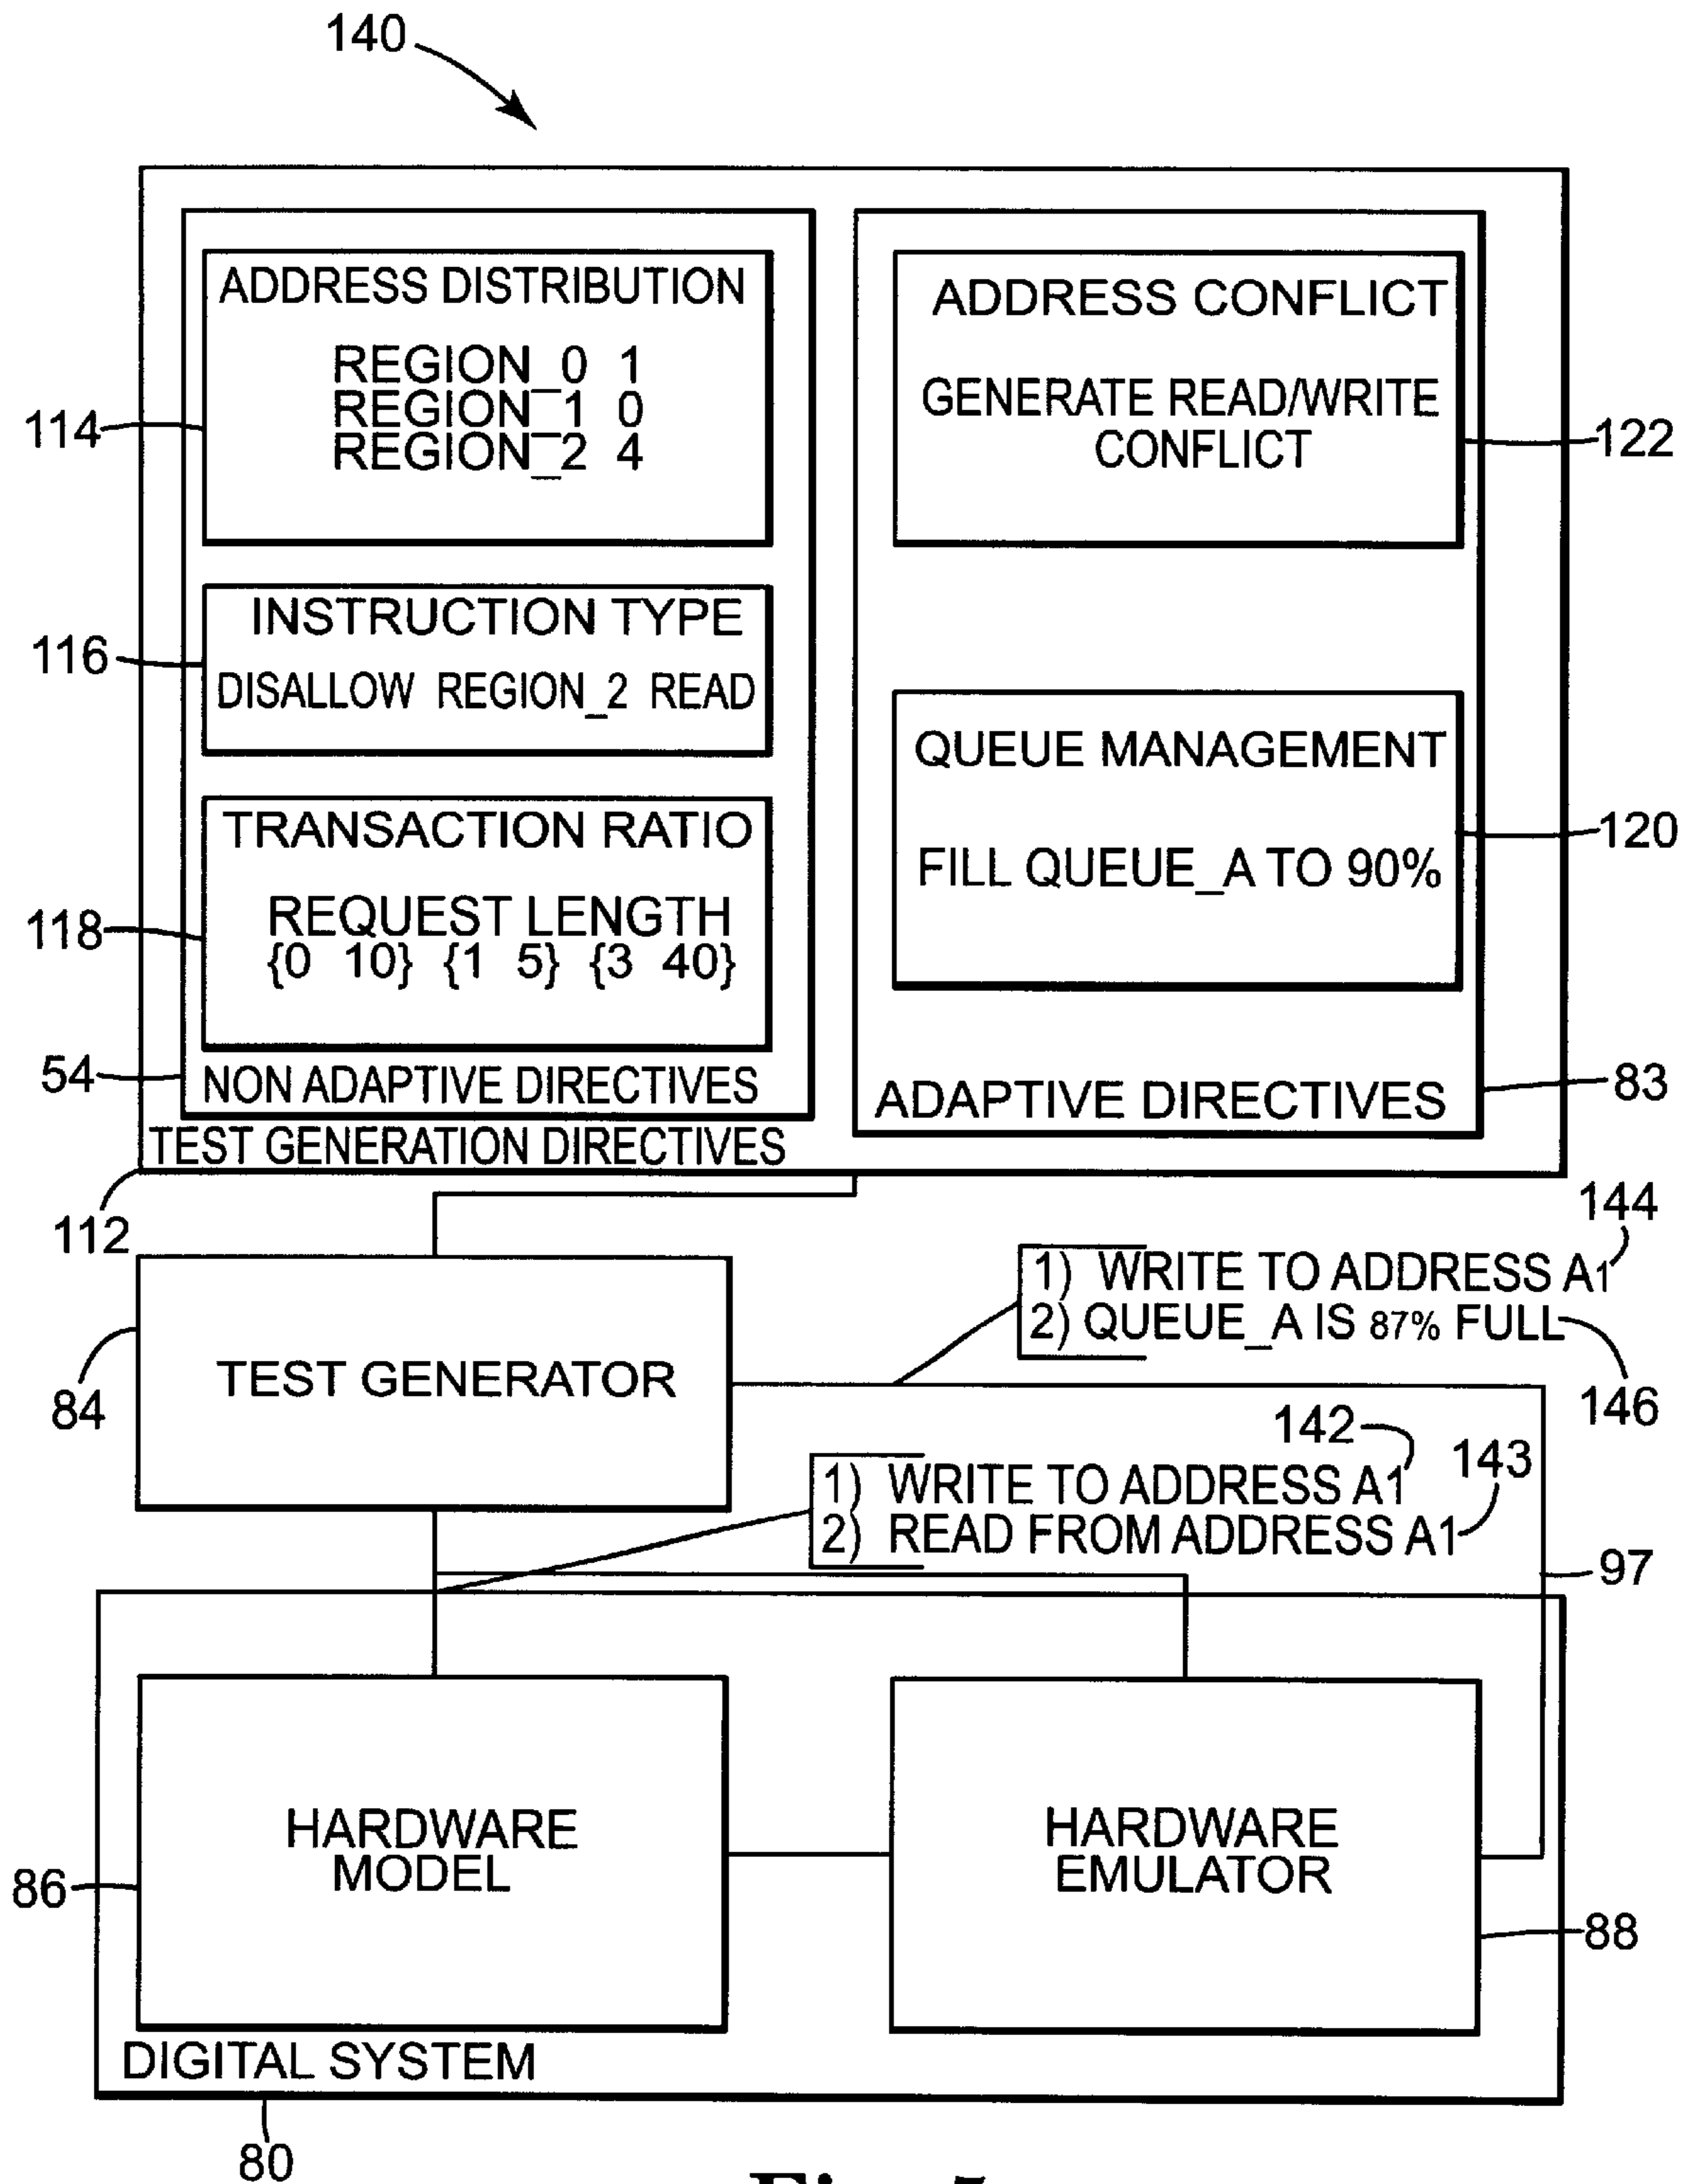 140
ADDRESS DISTRIBUTION
REGION_0 1
REGION_1 0
REGION_2 4
114
INSTRUCTION TYPE
DISALLOW REGION_2 READ
116
TRANSACTION RATIO
REQUEST LENGTH
{0 10} {1 5} {3 40}
118
54
NON ADAPTIVE DIRECTIVES
ADDRESS CONFLICT
GENERATE READ/WRITE
CONFLICT
122
QUEUE MANAGEMENT
FILL QUEUE_A TO 90%
120
ADAPTIVE DIRECTIVES
83
TEST GENERATION DIRECTIVES
112
144
1) WRITE TO ADDRESS A1
2) QUEUE_A IS 87% FULL
146
TEST GENERATOR
84
142
143
1) WRITE TO ADDRESS A1
2) READ FROM ADDRESS A1
97
HARDWARE
MODEL
86
HARDWARE
EMULATOR
88
DIGITAL SYSTEM
80